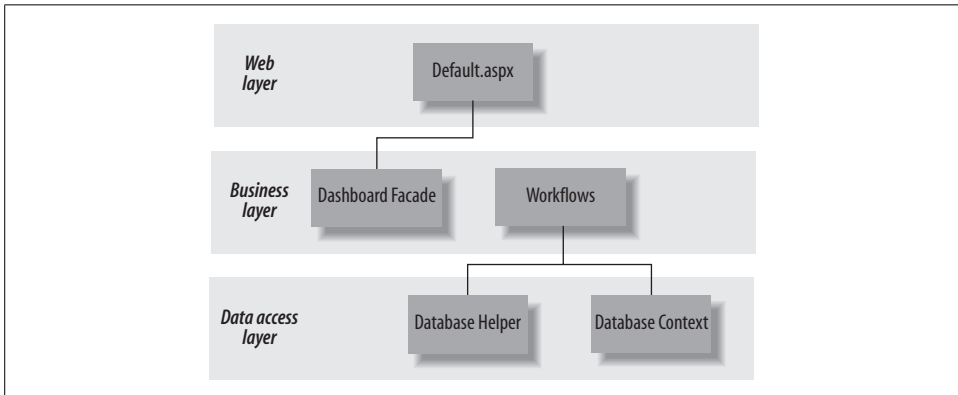 Web
layer
Default.aspx
Business
layer
Dashboard Facade
Workflows
Data access
layer
Database Helper
Database Context